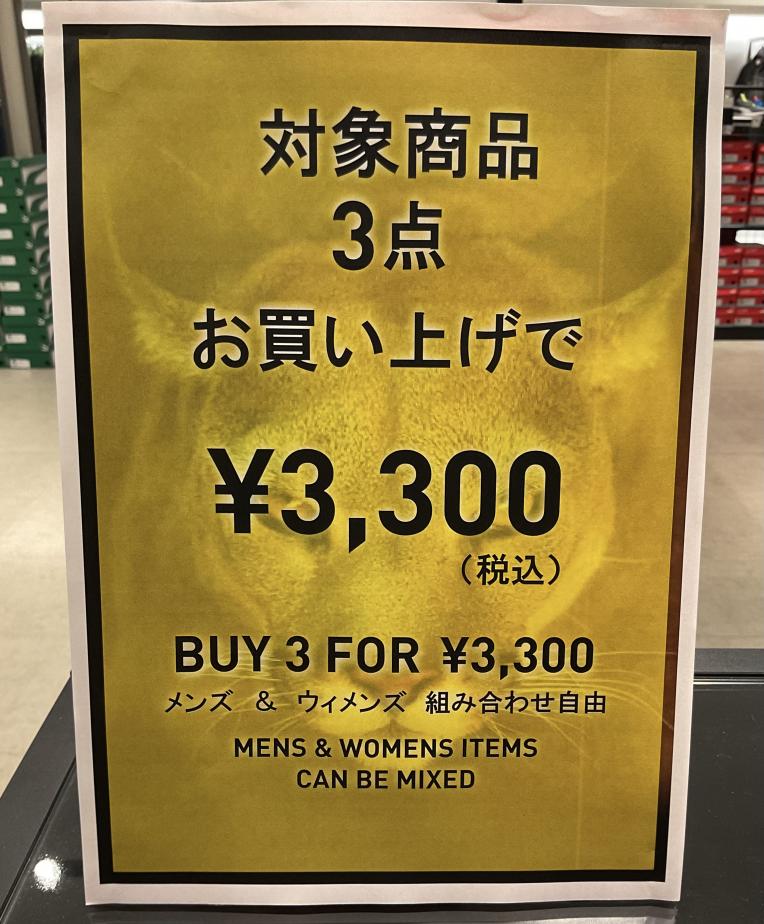 対象商品
3点
お買い上げで
¥3,300
（税込）
BUY 3 FOR ¥3,300
メンズ & ウィメンズ 組み合わせ自由
MENS & WOMENS ITEMS
CAN BE MIXED